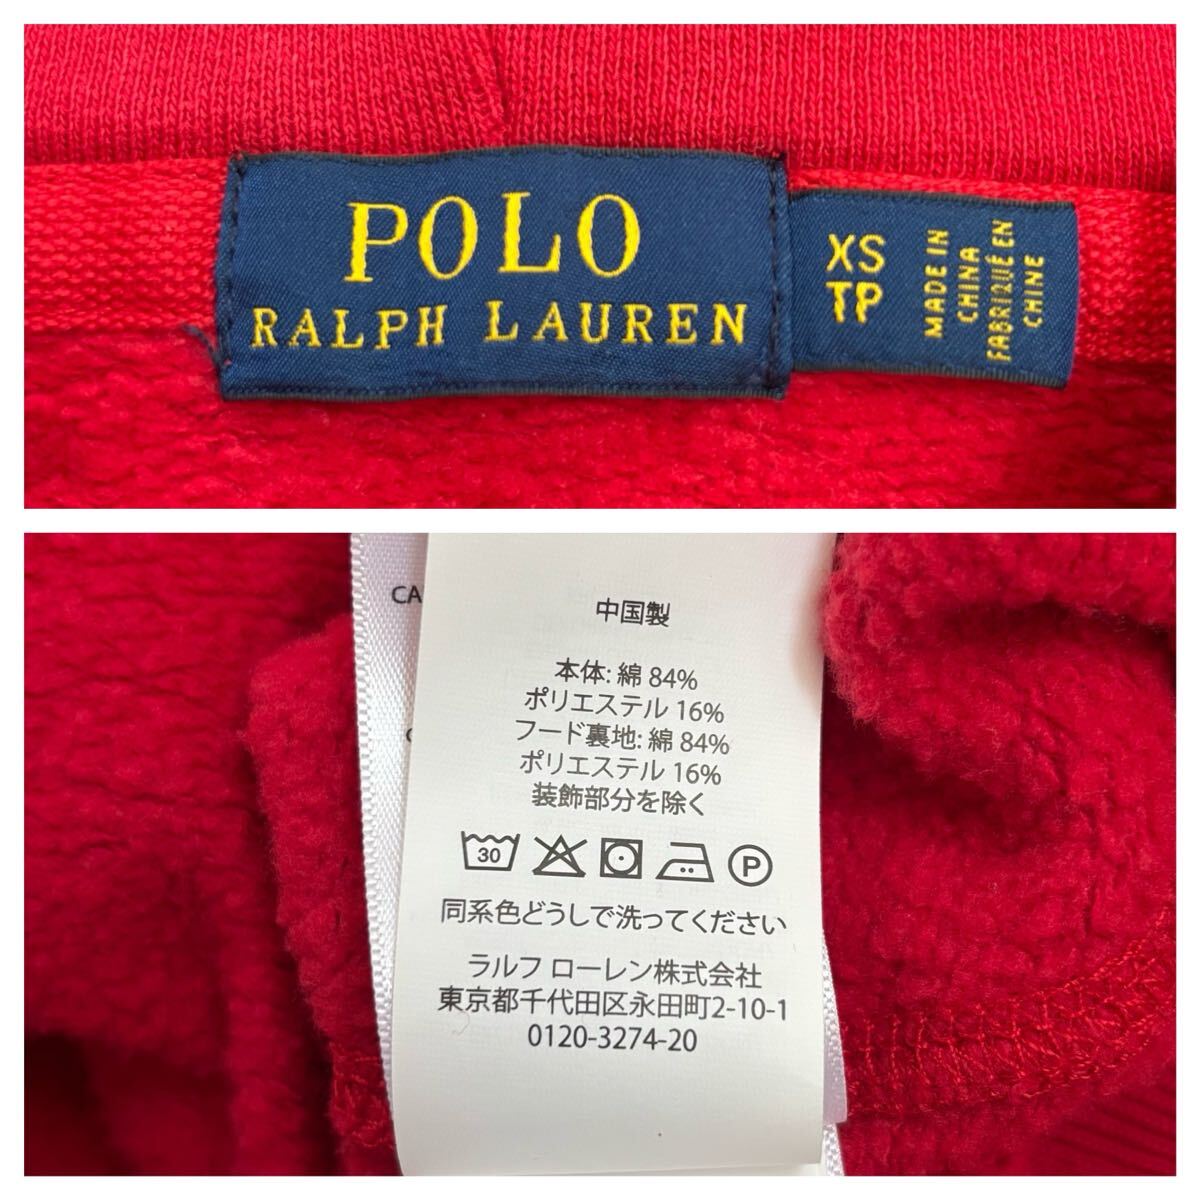 POLO
RALPH LAUREN
XS
TP
MADE IN
CHINA
FABRIQUÉ EN
CHINE
CA
中国製
本体: 綿 84%
ポリエステル 16%
フード裏地: 綿 84%
ポリエステル 16%
装飾部分を除く
30
P
同系色どうしで洗ってください
ラルフ ローレン株式会社
東京都千代田区永田町2-10-1
0120-3274-20